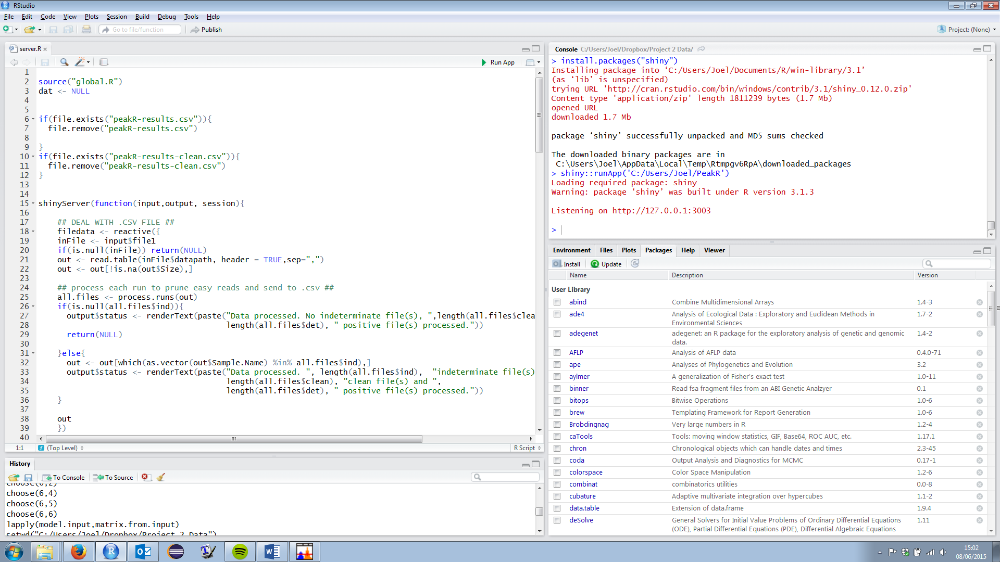 RStudio
File Edit Code View Plots Session Build Debug Tools Help
Go to file/function Publish Project: (None)
server.R
Run App
1
2 source("global.R")
3 dat <- NULL
4
5
6 if(file.exists("peakR-results.csv")){
7 file.remove("peakR-results.csv")
8
9 }
10 if(file.exists("peakR-results-clean.csv")){
11 file.remove("peakR-results-clean.csv")
12 }
13
14
15 shinyServer(function(input,output, session){
16
17 ## DEAL WITH .CSV FILE ##
18 filedata <- reactive({
19 inFile <- input$file1
20 if(is.null(inFile)) return(NULL)
21 out <- read.table(inFile$datapath, header = TRUE,sep=",")
22 out <- out[!is.na(out$Size),]
23
24 ## process each run to prune easy reads and send to .csv ##
25 all.files <- process.runs(out)
26 if(is.null(all.files$ind)){
27 output$status <- renderText(paste("Data processed. No indeterminate file(s), ",length(all.files$clea
28 length(all.files$det), " positive file(s) processed."))
29 return(NULL)
30
31 }else{
32 out <- out[which(as.vector(out$Sample.Name) %in% all.files$ind),]
33 output$status <- renderText(paste("Data processed. ", length(all.files$ind), "indeterminate file(s)
34 length(all.files$clean), "clean file(s) and ",
35 length(all.files$det), " positive file(s) processed."))
36 }
37
38 out
39 })
40
1:1 (Top Level) R Script
History
To Console To Source
choose(6,2)
choose(6,4)
choose(6,5)
choose(6,6)
lapply(model.input,matrix.from.input)
setwd("C:/Users/Joel/Dropbox/Project 2 Data")
Console C:/Users/Joel/Dropbox/Project 2 Data/
> install.packages("shiny")
Installing package into ‘C:/Users/Joel/Documents/R/win-library/3.1’
(as ‘lib’ is unspecified)
trying URL 'http://cran.rstudio.com/bin/windows/contrib/3.1/shiny_0.12.0.zip'
Content type 'application/zip' length 1811239 bytes (1.7 Mb)
opened URL
downloaded 1.7 Mb
package ‘shiny’ successfully unpacked and MD5 sums checked
The downloaded binary packages are in
C:\Users\Joel\AppData\Local\Temp\Rtmpgv6RpA\downloaded_packages
> shiny::runApp('C:/Users/Joel/PeakR')
Loading required package: shiny
Warning: package ‘shiny’ was built under R version 3.1.3
Listening on http://127.0.0.1:3003
>
Environment Files Plots Packages Help Viewer
Install Update
Name Description Version
User Library
abind Combine Multidimensional Arrays 1.4-3
ade4 Analysis of Ecological Data : Exploratory and Euclidean Methods in 1.7-2
Environmental Sciences
adegenet adegenet: an R package for the exploratory analysis of genetic and genomic 1.4-2
data.
AFLP Analysis of AFLP data 0.4.0-71
ape Analyses of Phylogenetics and Evolution 3.2
aylmer A generalization of Fisher's exact test 1.0-11
binner Read fsa fragment files from an ABI Genetic Analzyer 0.1
bitops Bitwise Operations 1.0-6
brew Templating Framework for Report Generation 1.0-6
Brobdingnag Very large numbers in R 1.2-4
caTools Tools: moving window statistics, GIF, Base64, ROC AUC, etc. 1.17.1
chron Chronological objects which can handle dates and times 2.3-45
coda Output Analysis and Diagnostics for MCMC 0.17-1
colorspace Color Space Manipulation 1.2-6
combinat combinatorics utilities 0.0-8
cubature Adaptive multivariate integration over hypercubes 1.1-2
data.table Extension of data.frame 1.9.4
deSolve General Solvers for Initial Value Problems of Ordinary Differential Equations 1.11
(ODE), Partial Differential Equations (PDE), Differential Algebraic Equations
15:02
08/06/2015